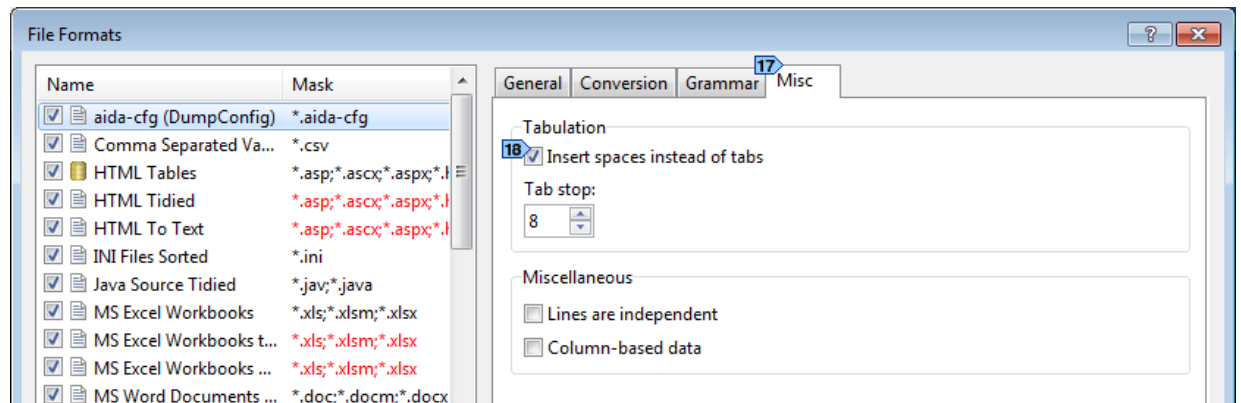 File Formats
Name Mask
aida-cfg (DumpConfig) *.aida-cfg
Comma Separated Va... *.csv
HTML Tables *.asp;*.ascx;*.aspx;*.h
HTML Tidied *.asp;*.ascx;*.aspx;*.h
HTML To Text *.asp;*.ascx;*.aspx;*.h
INI Files Sorted *.ini
Java Source Tidied *.jav;*.java
MS Excel Workbooks *.xls;*.xlsm;*.xlsx
MS Excel Workbooks t... *.xls;*.xlsm;*.xlsx
MS Excel Workbooks ... *.xls;*.xlsm;*.xlsx
MS Word Documents ... *.doc;*.docm;*.docx
17
General Conversion Grammar Misc
Tabulation
18 Insert spaces instead of tabs
Tab stop:
8
Miscellaneous
Lines are independent
Column-based data